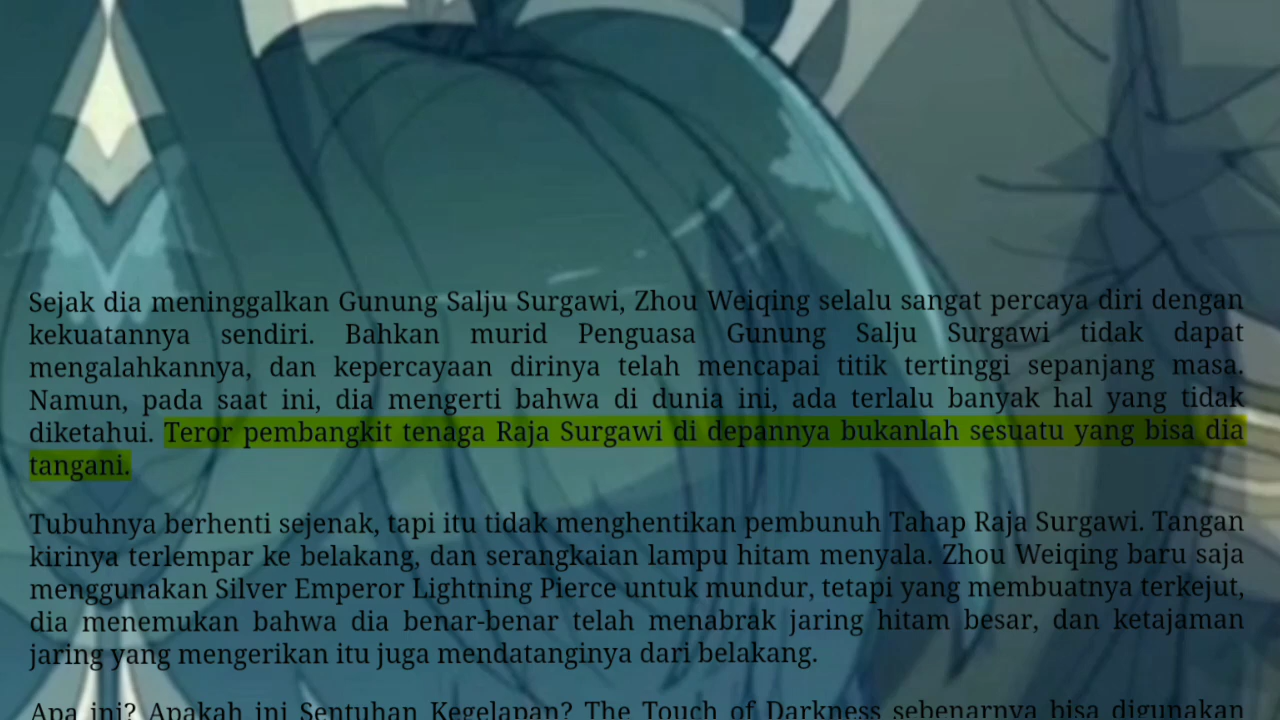 Sejak dia meninggalkan Gunung Salju Surgawi, Zhou Weiqing selalu sangat percaya diri dengan
kekuatannya sendiri. Bahkan murid Penguasa Gunung Salju Surgawi tidak dapat
mengalahkannya, dan kepercayaan dirinya telah mencapai titik tertinggi sepanjang masa.
Namun, pada saat ini, dia mengerti bahwa di dunia ini, ada terlalu banyak hal yang tidak
diketahui. Teror pembangkit tenaga Raja Surgawi di depannya bukanlah sesuatu yang bisa dia
tangani.
Tubuhnya berhenti sejenak, tapi itu tidak menghentikan pembunuh Tahap Raja Surgawi. Tangan
kirinya terlempar ke belakang, dan serangkaian lampu hitam menyala. Zhou Weiqing baru saja
menggunakan Silver Emperor Lightning Pierce untuk mundur, tetapi yang membuatnya terkejut,
dia menemukan bahwa dia benar-benar telah menabrak jaring hitam besar, dan ketajaman
jaring yang mengerikan itu juga mendatanginya dari belakang.
Apa ini? Apakah ini Sentuhan Kegelapan? The Touch of Darkness sebenarnya bisa digunakan